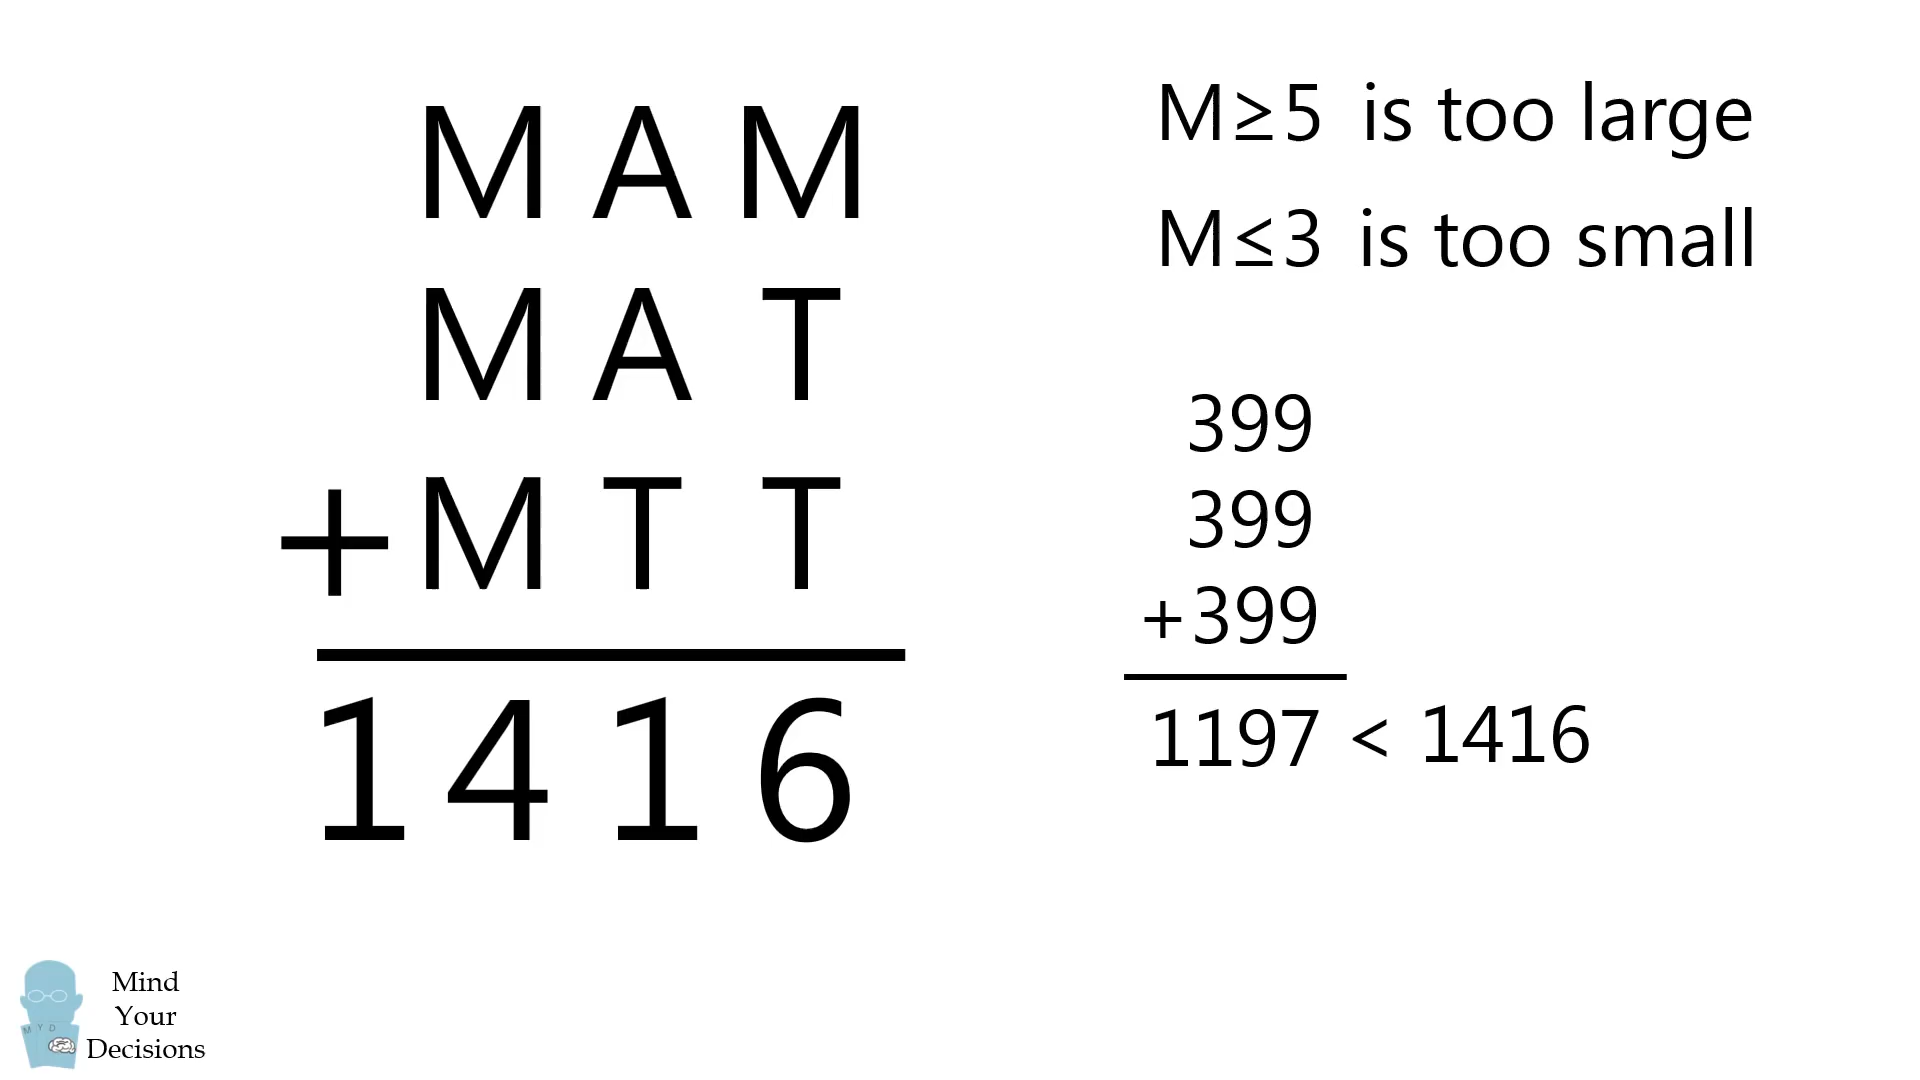 M A M
M A T
+ M T T
1 4 1 6
M≥5 is too large
M≤3 is too small
399
399
+399
1197 < 1416
M Y D
Mind
Your
Decisions